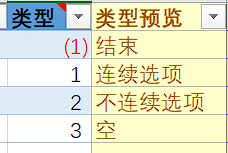 类型 类型预览
(1) 结束
1 连续选项
2 不连续选项
3 空